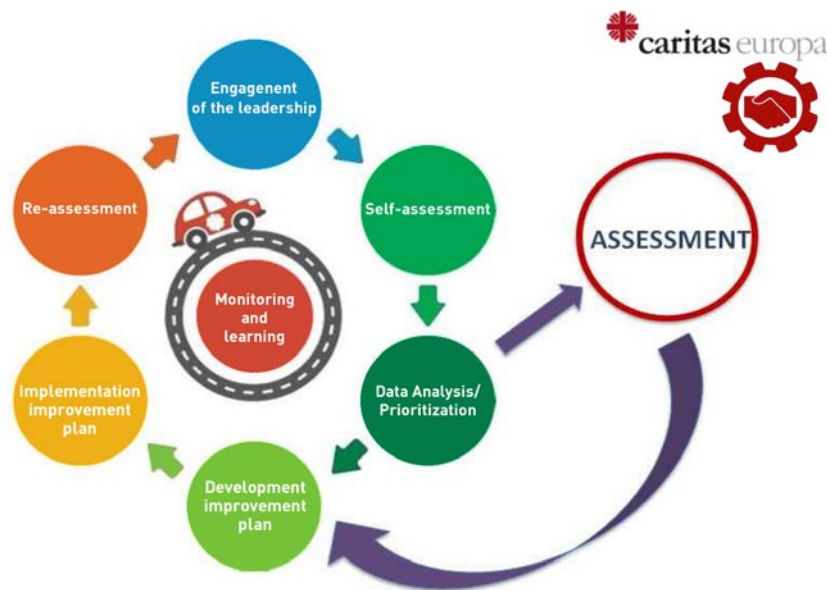 caritas europa
Engagenent
of the leadership
Re-assessment
Self-assessment
ASSESSMENT
Monitoring
and
learning
Implementation
improvement
plan
Data Analysis/
Prioritization
Development
improvement
plan